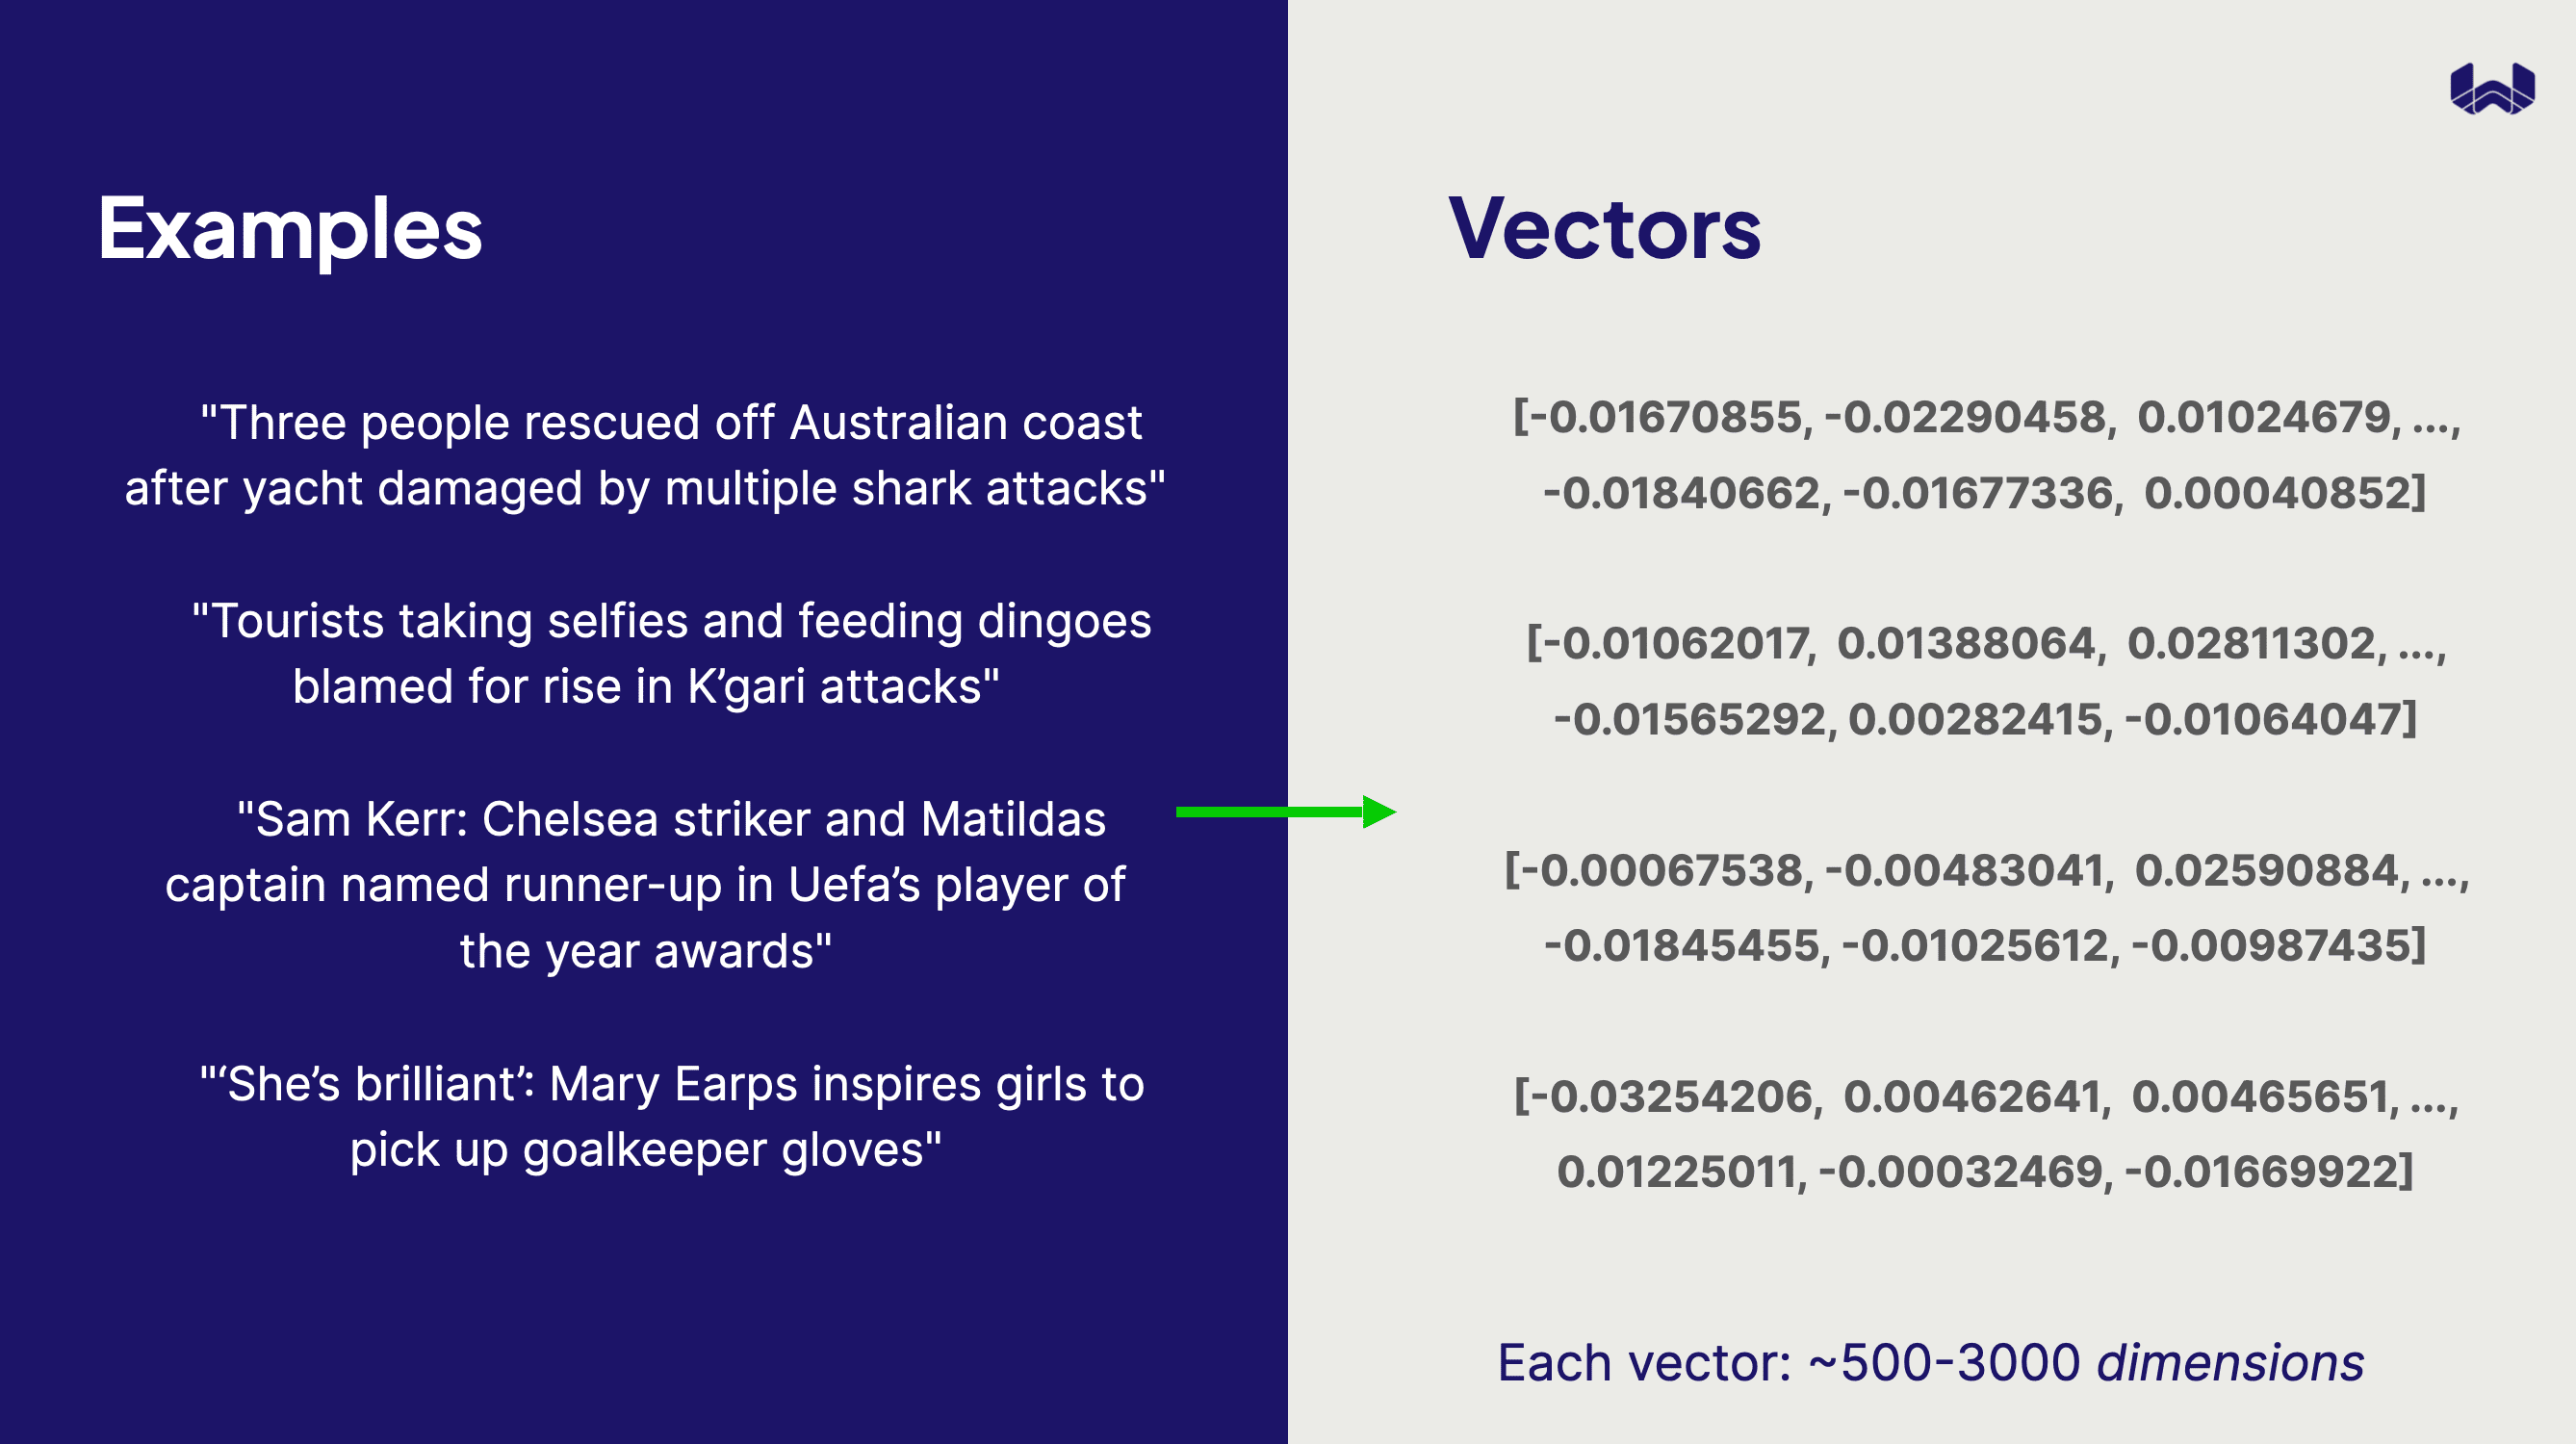 Examples
"Three people rescued off Australian coast
after yacht damaged by multiple shark attacks"
"Tourists taking selfies and feeding dingoes
blamed for rise in K’gari attacks"
"Sam Kerr: Chelsea striker and Matildas
captain named runner-up in Uefa’s player of
the year awards"
"‘She’s brilliant’: Mary Earps inspires girls to
pick up goalkeeper gloves"
Vectors
[-0.01670855, -0.02290458, 0.01024679, ...,
-0.01840662, -0.01677336, 0.00040852]
[-0.01062017, 0.01388064, 0.02811302, ...,
-0.01565292, 0.00282415, -0.01064047]
[-0.00067538, -0.00483041, 0.02590884, ...,
-0.01845455, -0.01025612, -0.00987435]
[-0.03254206, 0.00462641, 0.00465651, ...,
0.01225011, -0.00032469, -0.01669922]
Each vector: ~500-3000 dimensions